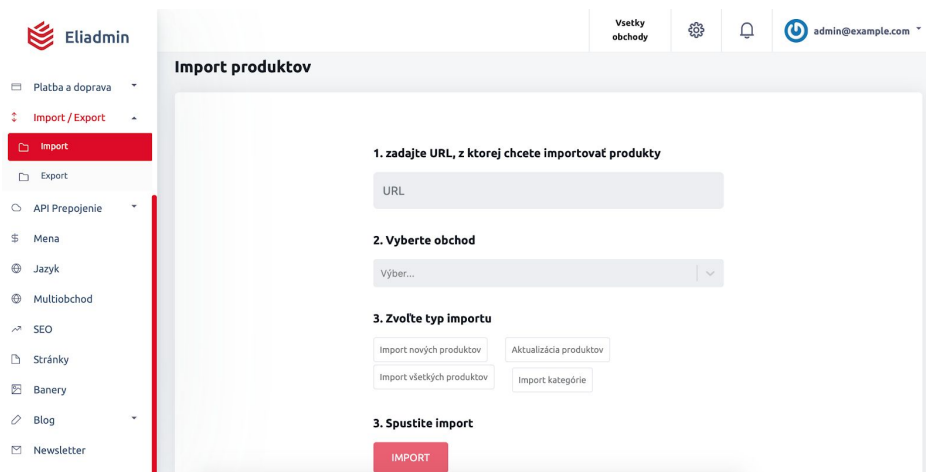 Eliadmin
Vsetky
obchody
admin@example.com
Platba a doprava
Import / Export
Import
Export
API Prepojenie
Mena
Jazyk
Multiobchod
SEO
Stránky
Banery
Blog
Newsletter
Import produktov
1. zadajte URL, z ktorej chcete importovať produkty
URL
2. Vyberte obchod
Výber...
3. Zvoľte typ importu
Import nových produktov
Aktualizácia produktov
Import všetkých produktov
Import kategórie
3. Spustite import
IMPORT